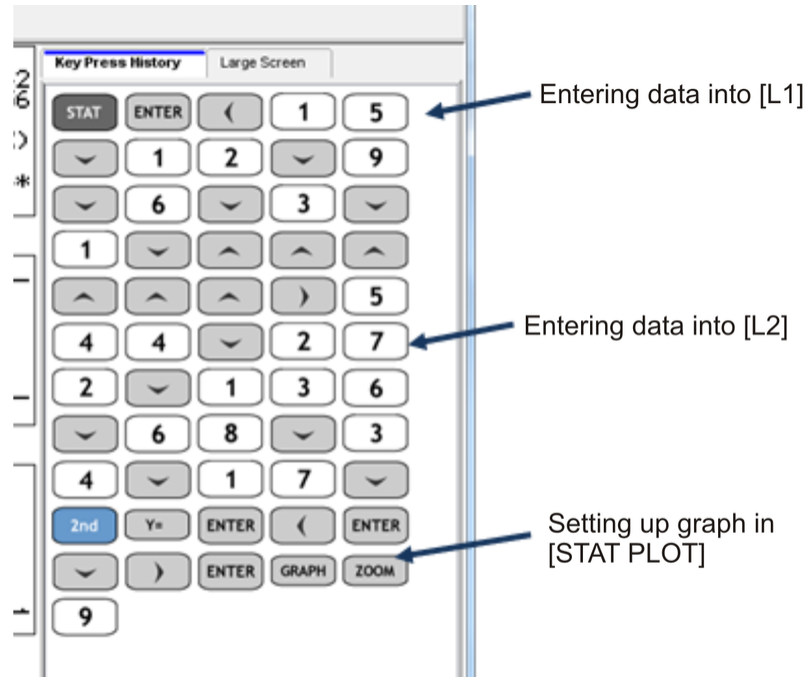 Key Press History Large Screen
STAT ENTER 1 5 Entering data into [L1]
1 2 9
6 3
1
5
4 4 2 7 Entering data into [L2]
2 1 3 6
6 8 3
4 1 7
2nd Y= ENTER ENTER Setting up graph in
[STAT PLOT]
ENTER GRAPH ZOOM
9